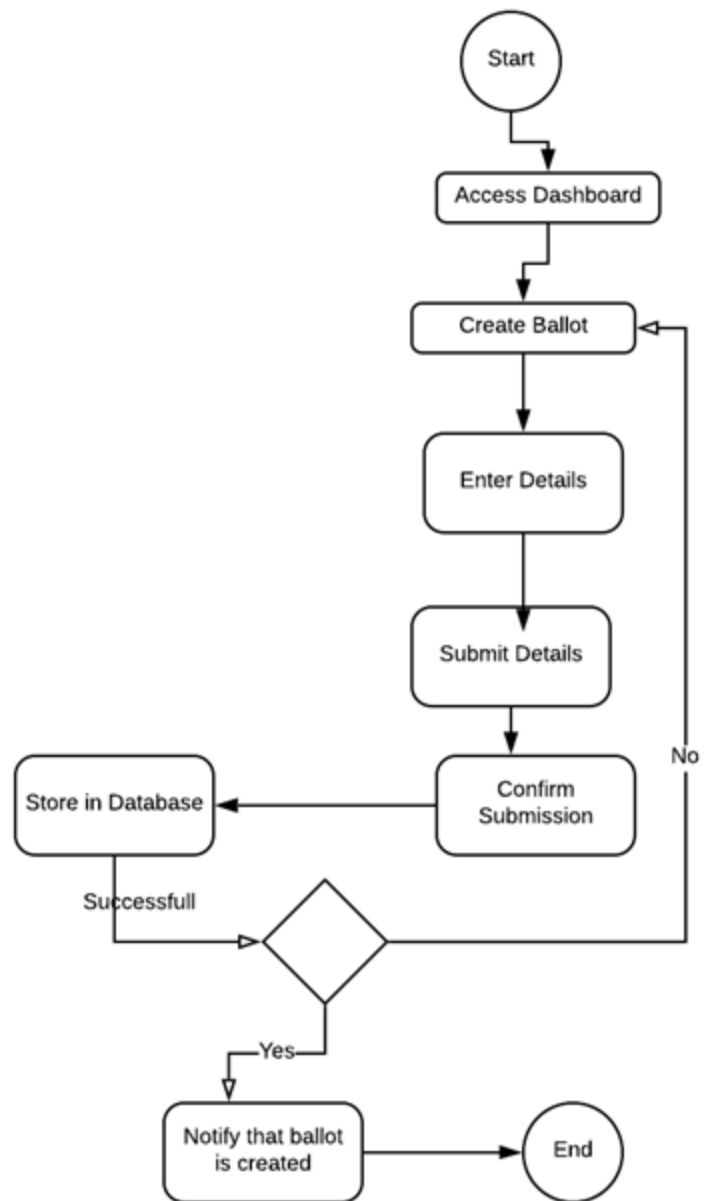 Start
Access Dashboard
Create Ballot
Enter Details
Submit Details
No
Confirm
Submission
Store in Database
Successfull
Yes
Notify that ballot
is created
End